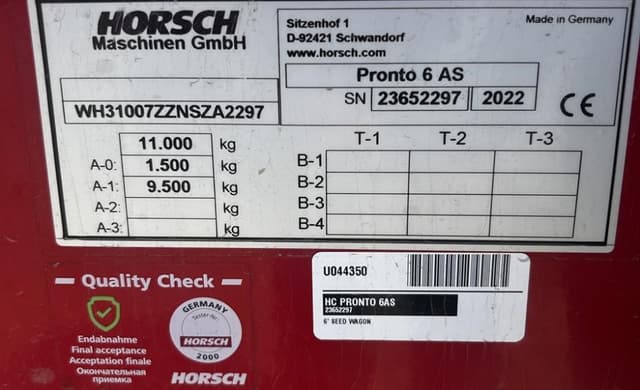 HORSCH
Maschinen GmbH
Sitzenhof 1
D-92421 Schwandorf
www.horsch.com
Made in Germany
Pronto 6 AS
WH31007ZZNSZA2297
SN 23652297 2022 CE
11.000 kg
A-0: 1.500 kg
A-1: 9.500 kg
A-2: kg
A-3: kg
T-1 T-2 T-3
B-1
B-2
B-3
B-4
Quality Check
Endabnahme
Final acceptance
Acceptation finale
Окончательная
приемка
GERMANY
HORSCH
2000
HORSCH
U044350
HC PRONTO 6AS
23652297
6" SEED WAGON